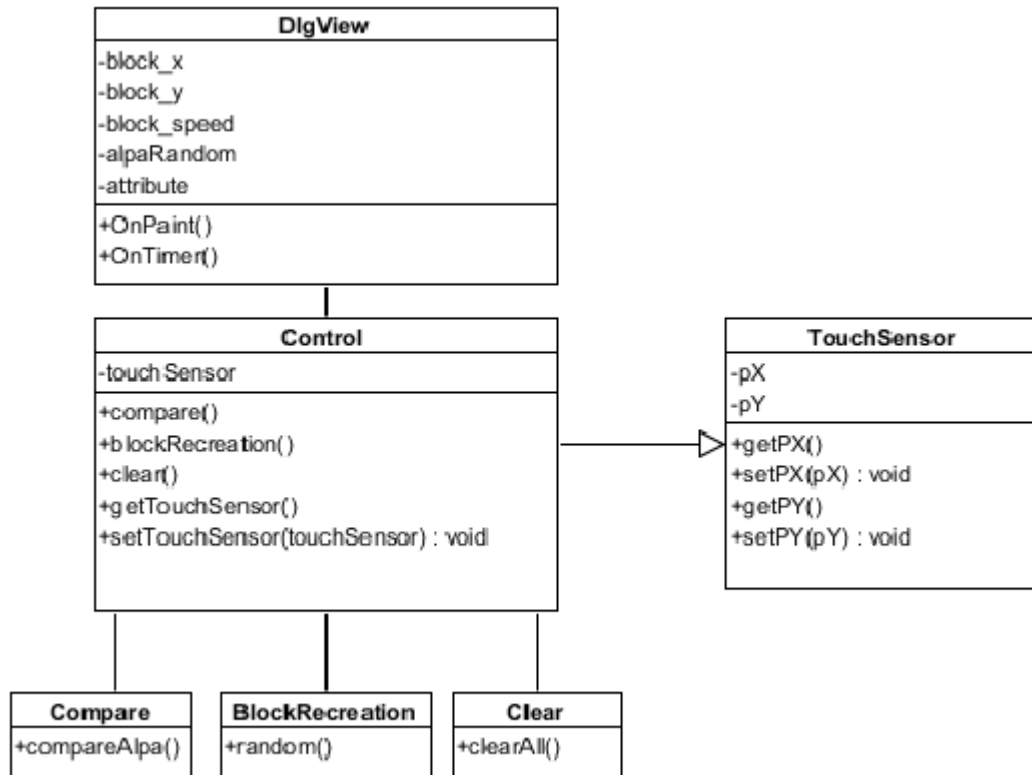 DlgView
-block_x
-block_y
-block_speed
-alpaRandom
-attribute
+OnPaint()
+OnTimer()
Control
-touchSensor
+compare()
+blockRecreation()
+clear()
+getTouchSensor()
+setTouchSensor(touchSensor) : void
TouchSensor
-pX
-pY
+getPX()
+setPX(pX) : void
+getPY()
+setPY(pY) : void
Compare
+compareAlpa()
BlockRecreation
+random()
Clear
+clearAll()